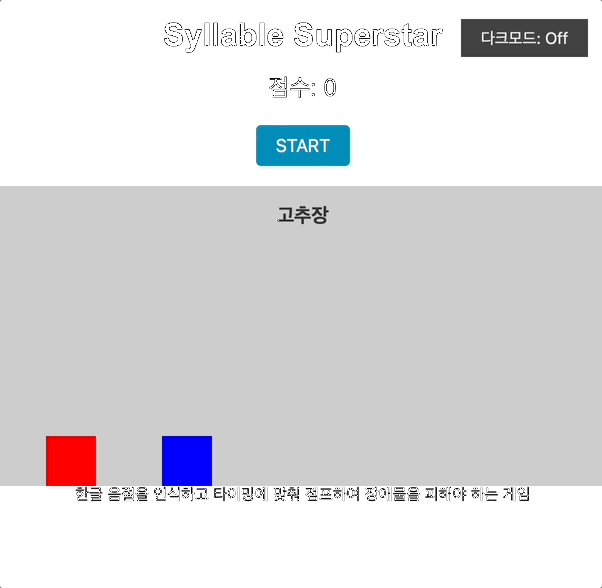 Syllable Superstar
다크모드: Off
점수: 0
START
고추장
한글 음절을 인식하고 타이밍에 맞춰 점프하여 장애물을 피해야 하는 게임